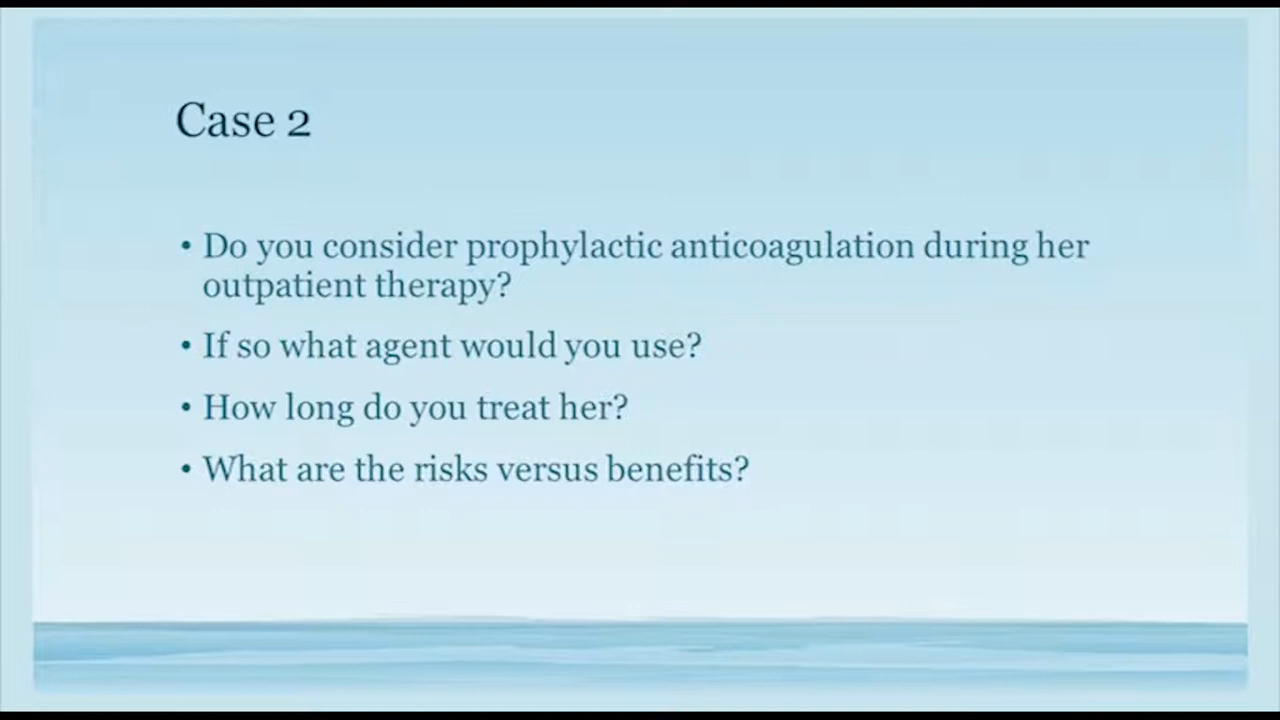 Case 2
• Do you consider prophylactic anticoagulation during her
outpatient therapy?
• If so what agent would you use?
• How long do you treat her?
• What are the risks versus benefits?